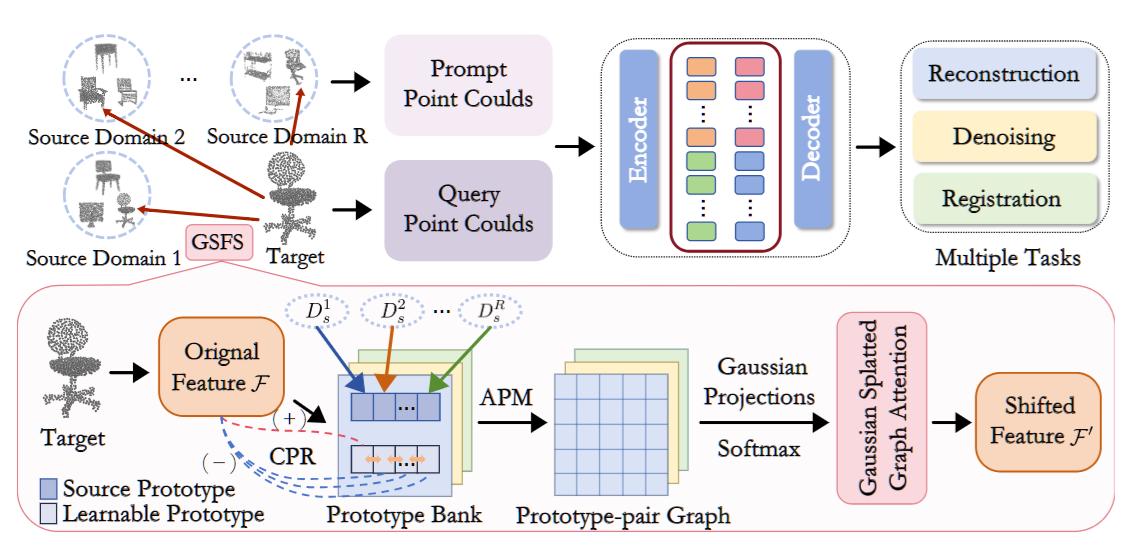 Source Domain 2
...
Source Domain R
Source Domain 1
GSFS
Target
Prompt
Point Coulds
Query
Point Coulds
Encoder
Decoder
Reconstruction
Denoising
Registration
Multiple Tasks
Target
Orignal
Feature F
(+)
(−)
CPR
D_s^1
D_s^2
...
D_s^R
...
...
Source Prototype
Learnable Prototype
Prototype Bank
APM
Prototype-pair Graph
Gaussian
Projections
Softmax
Gaussian Splatted
Graph Attention
Shifted
Feature F′